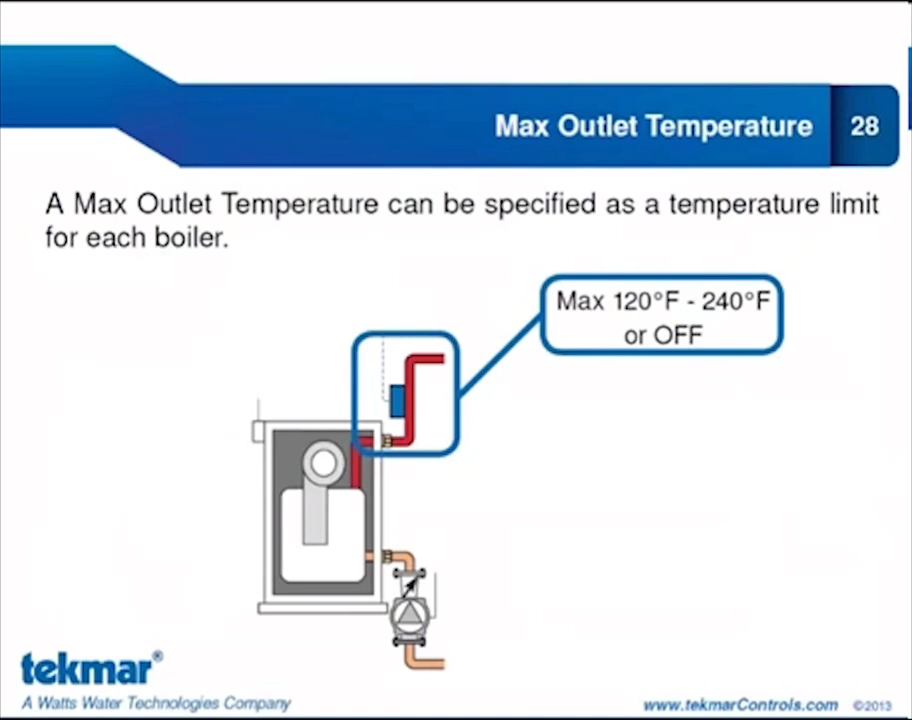 Max Outlet Temperature 28
A Max Outlet Temperature can be specified as a temperature limit
for each boiler.
Max 120°F - 240°F
or OFF
tekmar®
A Watts Water Technologies Company
www.tekmarControls.com ©2013